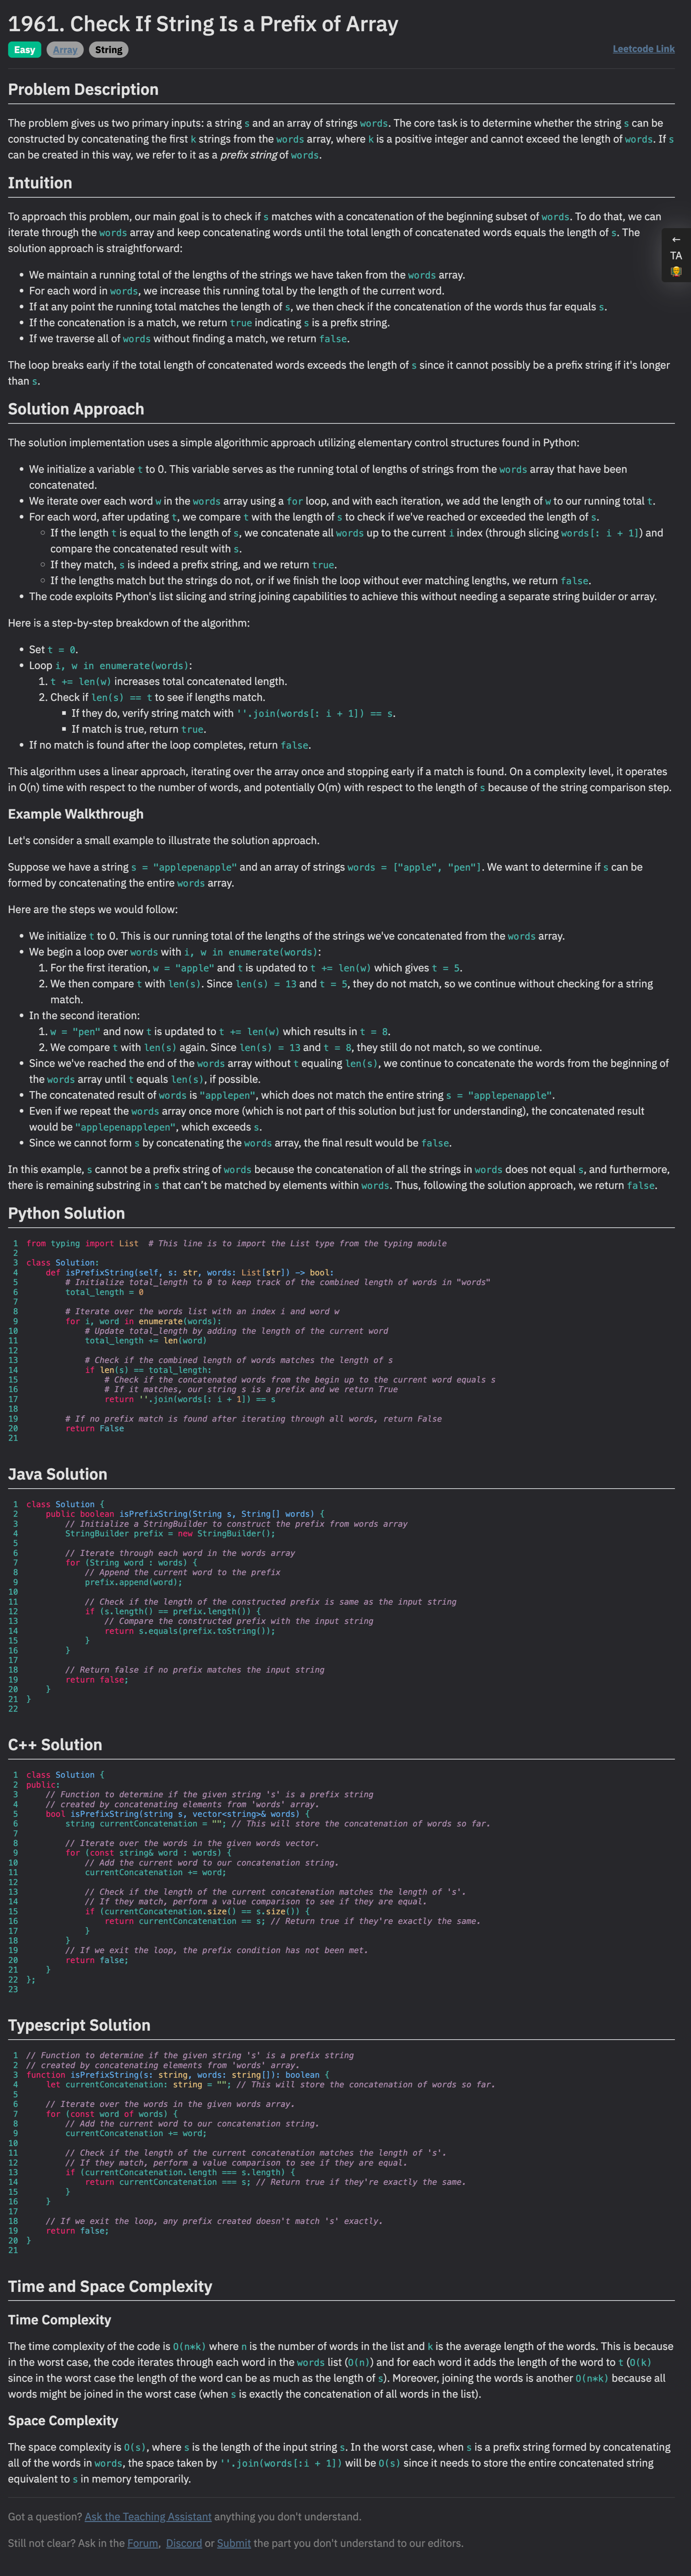 1961. Check If String Is a Prefix of Array
Easy Array String Leetcode Link
Problem Description
The problem gives us two primary inputs: a string s and an array of strings words. The core task is to determine whether the string s can be
constructed by concatenating the first k strings from the words array, where k is a positive integer and cannot exceed the length of words. If s
can be created in this way, we refer to it as a prefix string of words.
Intuition
To approach this problem, our main goal is to check if s matches with a concatenation of the beginning subset of words. To do that, we can
iterate through the words array and keep concatenating words until the total length of concatenated words equals the length of s. The
solution approach is straightforward:
←
TA
• We maintain a running total of the lengths of the strings we have taken from the words array.
• For each word in words, we increase this running total by the length of the current word.
• If at any point the running total matches the length of s, we then check if the concatenation of the words thus far equals s.
• If the concatenation is a match, we return true indicating s is a prefix string.
• If we traverse all of words without finding a match, we return false.
The loop breaks early if the total length of concatenated words exceeds the length of s since it cannot possibly be a prefix string if it's longer
than s.
Solution Approach
The solution implementation uses a simple algorithmic approach utilizing elementary control structures found in Python:
• We initialize a variable t to 0. This variable serves as the running total of lengths of strings from the words array that have been
concatenated.
• We iterate over each word w in the words array using a for loop, and with each iteration, we add the length of w to our running total t.
• For each word, after updating t, we compare t with the length of s to check if we've reached or exceeded the length of s.
◦ If the length t is equal to the length of s, we concatenate all words up to the current i index (through slicing words[: i + 1]) and
compare the concatenated result with s.
◦ If they match, s is indeed a prefix string, and we return true.
◦ If the lengths match but the strings do not, or if we finish the loop without ever matching lengths, we return false.
• The code exploits Python's list slicing and string joining capabilities to achieve this without needing a separate string builder or array.
Here is a step-by-step breakdown of the algorithm:
• Set t = 0.
• Loop i, w in enumerate(words):
1. t += len(w) increases total concatenated length.
2. Check if len(s) == t to see if lengths match.
▪ If they do, verify string match with ''.join(words[: i + 1]) == s.
▪ If match is true, return true.
• If no match is found after the loop completes, return false.
This algorithm uses a linear approach, iterating over the array once and stopping early if a match is found. On a complexity level, it operates
in O(n) time with respect to the number of words, and potentially O(m) with respect to the length of s because of the string comparison step.
Example Walkthrough
Let's consider a small example to illustrate the solution approach.
Suppose we have a string s = "applepenapple" and an array of strings words = ["apple", "pen"]. We want to determine if s can be
formed by concatenating the entire words array.
Here are the steps we would follow:
• We initialize t to 0. This is our running total of the lengths of the strings we've concatenated from the words array.
• We begin a loop over words with i, w in enumerate(words):
1. For the first iteration, w = "apple" and t is updated to t += len(w) which gives t = 5.
2. We then compare t with len(s). Since len(s) = 13 and t = 5, they do not match, so we continue without checking for a string
match.
• In the second iteration:
1. w = "pen" and now t is updated to t += len(w) which results in t = 8.
2. We compare t with len(s) again. Since len(s) = 13 and t = 8, they still do not match, so we continue.
• Since we've reached the end of the words array without t equaling len(s), we continue to concatenate the words from the beginning of
the words array until t equals len(s), if possible.
• The concatenated result of words is "applepen", which does not match the entire string s = "applepenapple".
• Even if we repeat the words array once more (which is not part of this solution but just for understanding), the concatenated result
would be "applepenapplepen", which exceeds s.
• Since we cannot form s by concatenating the words array, the final result would be false.
In this example, s cannot be a prefix string of words because the concatenation of all the strings in words does not equal s, and furthermore,
there is remaining substring in s that can't be matched by elements within words. Thus, following the solution approach, we return false.
Python Solution
1 from typing import List  # This line is to import the List type from the typing module
2
3 class Solution:
4     def isPrefixString(self, s: str, words: List[str]) -> bool:
5         # Initialize total_length to 0 to keep track of the combined length of words in "words"
6         total_length = 0
7
8         # Iterate over the words list with an index i and word w
9         for i, word in enumerate(words):
10             # Update total_length by adding the length of the current word
11             total_length += len(word)
12
13             # Check if the combined length of words matches the length of s
14             if len(s) == total_length:
15                 # Check if the concatenated words from the begin up to the current word equals s
16                 # If it matches, our string s is a prefix and we return True
17                 return ''.join(words[: i + 1]) == s
18
19         # If no prefix match is found after iterating through all words, return False
20         return False
21
Java Solution
1 class Solution {
2     public boolean isPrefixString(String s, String[] words) {
3         // Initialize a StringBuilder to construct the prefix from words array
4         StringBuilder prefix = new StringBuilder();
5
6         // Iterate through each word in the words array
7         for (String word : words) {
8             // Append the current word to the prefix
9             prefix.append(word);
10
11             // Check if the length of the constructed prefix is same as the input string
12             if (s.length() == prefix.length()) {
13                 // Compare the constructed prefix with the input string
14                 return s.equals(prefix.toString());
15             }
16         }
17
18         // Return false if no prefix matches the input string
19         return false;
20     }
21 }
22
C++ Solution
1 class Solution {
2 public:
3     // Function to determine if the given string 's' is a prefix string
4     // created by concatenating elements from 'words' array.
5     bool isPrefixString(string s, vector<string>& words) {
6         string currentConcatenation = ""; // This will store the concatenation of words so far.
7
8         // Iterate over the words in the given words vector.
9         for (const string& word : words) {
10             // Add the current word to our concatenation string.
11             currentConcatenation += word;
12
13             // Check if the length of the current concatenation matches the length of 's'.
14             // If they match, perform a value comparison to see if they are equal.
15             if (currentConcatenation.size() == s.size()) {
16                 return currentConcatenation == s; // Return true if they're exactly the same.
17             }
18         }
19         // If we exit the loop, the prefix condition has not been met.
20         return false;
21     }
22 };
23
Typescript Solution
1 // Function to determine if the given string 's' is a prefix string
2 // created by concatenating elements from 'words' array.
3 function isPrefixString(s: string, words: string[]): boolean {
4     let currentConcatenation: string = ""; // This will store the concatenation of words so far.
5
6     // Iterate over the words in the given words array.
7     for (const word of words) {
8         // Add the current word to our concatenation string.
9         currentConcatenation += word;
10
11         // Check if the length of the current concatenation matches the length of 's'.
12         // If they match, perform a value comparison to see if they are equal.
13         if (currentConcatenation.length === s.length) {
14             return currentConcatenation === s; // Return true if they're exactly the same.
15         }
16     }
17
18     // If we exit the loop, any prefix created doesn't match 's' exactly.
19     return false;
20 }
21
Time and Space Complexity
Time Complexity
The time complexity of the code is O(n*k) where n is the number of words in the list and k is the average length of the words. This is because
in the worst case, the code iterates through each word in the words list (O(n)) and for each word it adds the length of the word to t (O(k)
since in the worst case the length of the word can be as much as the length of s). Moreover, joining the words is another O(n*k) because all
words might be joined in the worst case (when s is exactly the concatenation of all words in the list).
Space Complexity
The space complexity is O(s), where s is the length of the input string s. In the worst case, when s is a prefix string formed by concatenating
all of the words in words, the space taken by ''.join(words[:i + 1]) will be O(s) since it needs to store the entire concatenated string
equivalent to s in memory temporarily.
Got a question? Ask the Teaching Assistant anything you don't understand.
Still not clear? Ask in the Forum, Discord or Submit the part you don't understand to our editors.